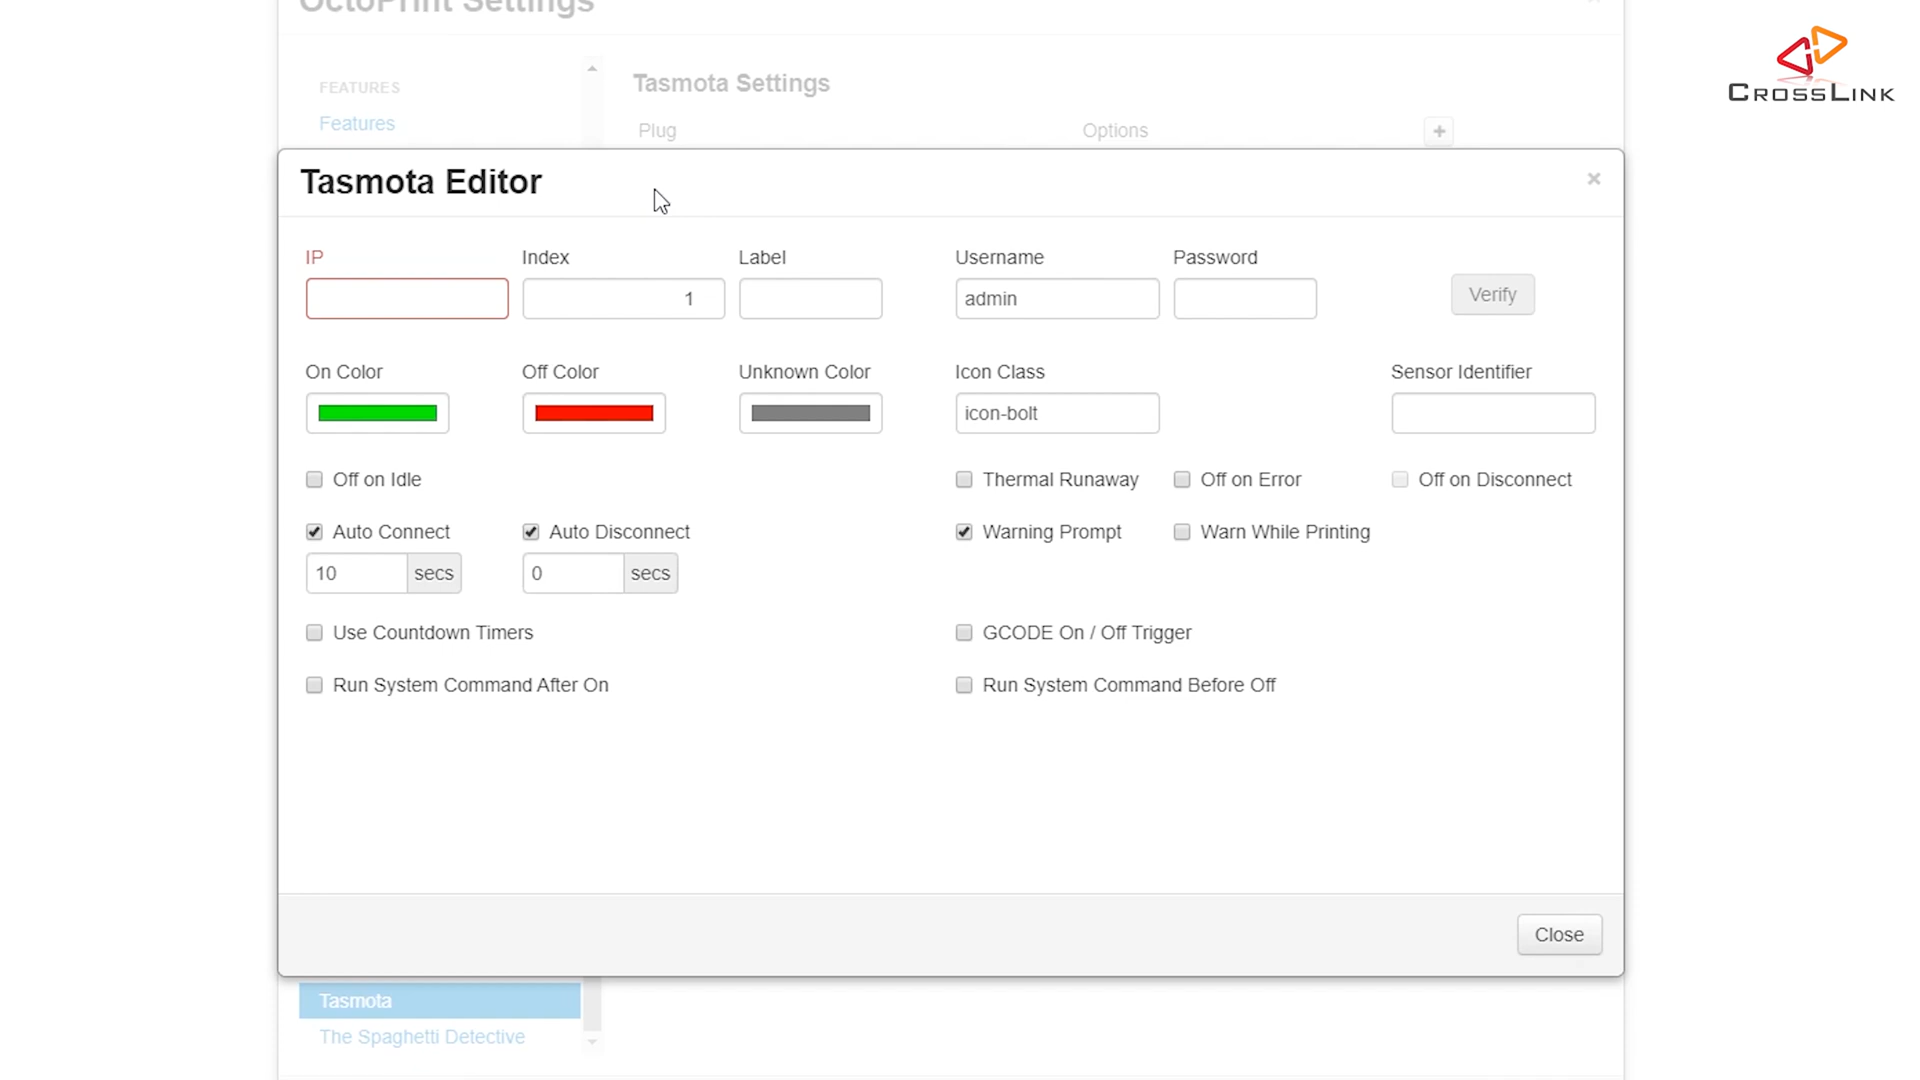 OctoPrint Settings
CROSSLINK
FEATURES
Features
Tasmota Settings
Plug Options +
Tasmota Editor ×
IP Index Label Username Password
1 admin Verify
On Color Off Color Unknown Color Icon Class Sensor Identifier
icon-bolt
Off on Idle Thermal Runaway Off on Error Off on Disconnect
Auto Connect Auto Disconnect Warning Prompt Warn While Printing
10 secs 0 secs
Use Countdown Timers GCODE On / Off Trigger
Run System Command After On Run System Command Before Off
Close
Tasmota
The Spaghetti Detective